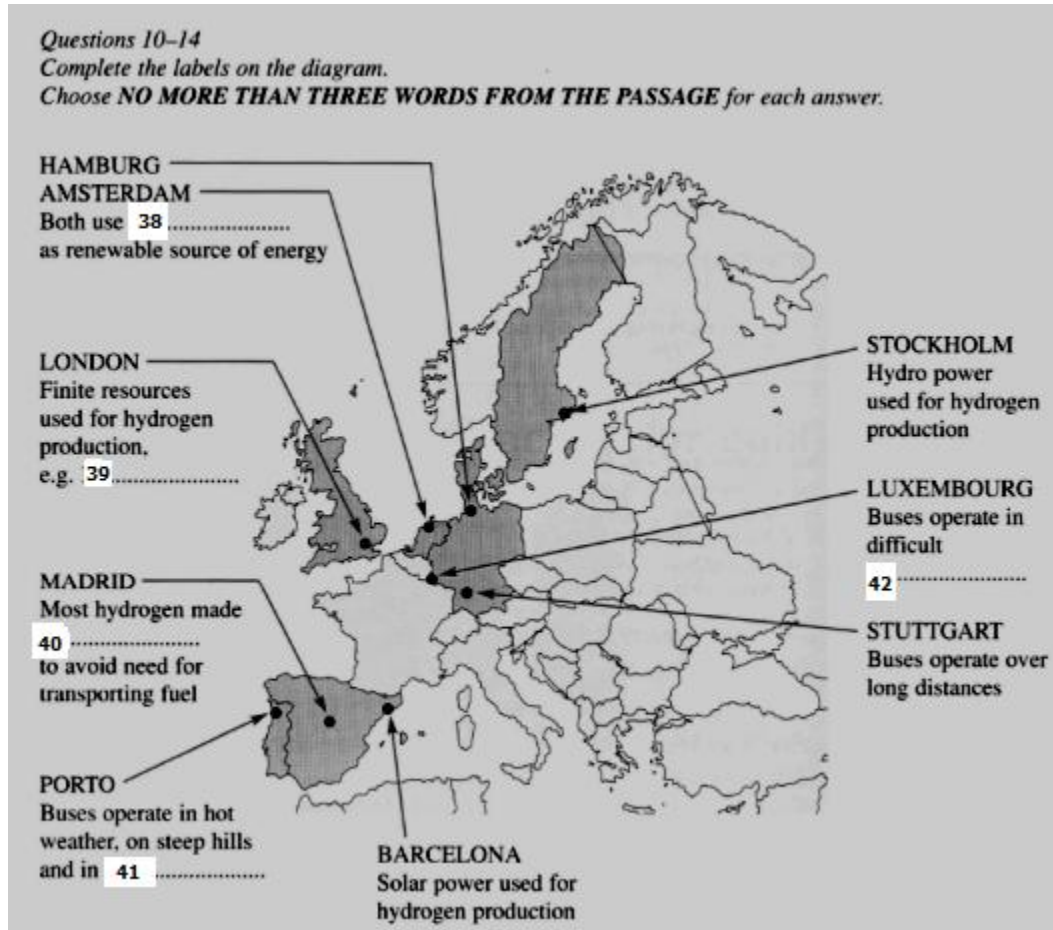 Questions 10–14
Complete the labels on the diagram.
Choose NO MORE THAN THREE WORDS FROM THE PASSAGE for each answer.
HAMBURG
AMSTERDAM
Both use 38 ......................
as renewable source of energy
LONDON
Finite resources
used for hydrogen
production,
e.g. 39 ......................
MADRID
Most hydrogen made
40 ......................
to avoid need for
transporting fuel
PORTO
Buses operate in hot
weather, on steep hills
and in 41 ...................
BARCELONA
Solar power used for
hydrogen production
STOCKHOLM
Hydro power
used for hydrogen
production
LUXEMBOURG
Buses operate in
difficult
42 ......................
STUTTGART
Buses operate over
long distances